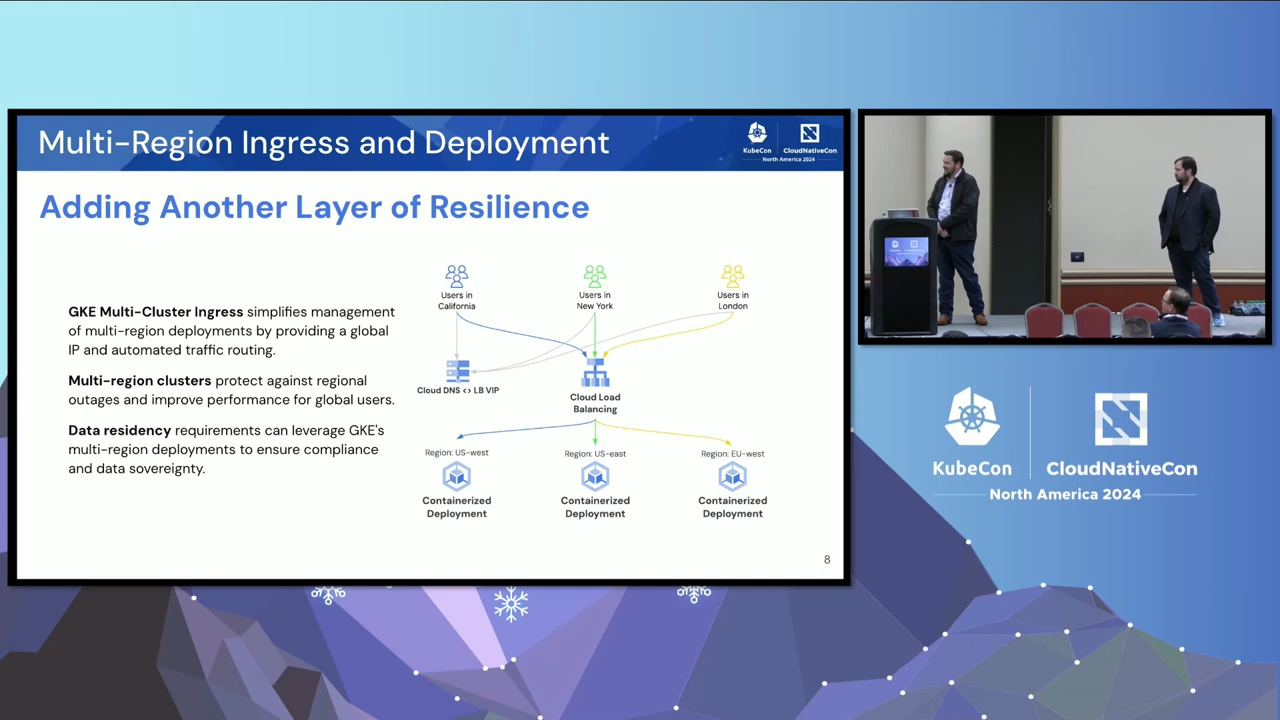 Multi-Region Ingress and Deployment
KubeCon
CloudNativeCon
North America 2024
Adding Another Layer of Resilience
GKE Multi-Cluster Ingress simplifies management
of multi-region deployments by providing a global
IP and automated traffic routing.
Multi-region clusters protect against regional
outages and improve performance for global users.
Data residency requirements can leverage GKE's
multi-region deployments to ensure compliance
and data sovereignty.
Users in
California
Users in
New York
Users in
London
Cloud DNS <> LB VIP
Cloud Load
Balancing
Region: US-west
Region: US-east
Region: EU-west
Containerized
Deployment
Containerized
Deployment
Containerized
Deployment
8
KubeCon
CloudNativeCon
North America 2024